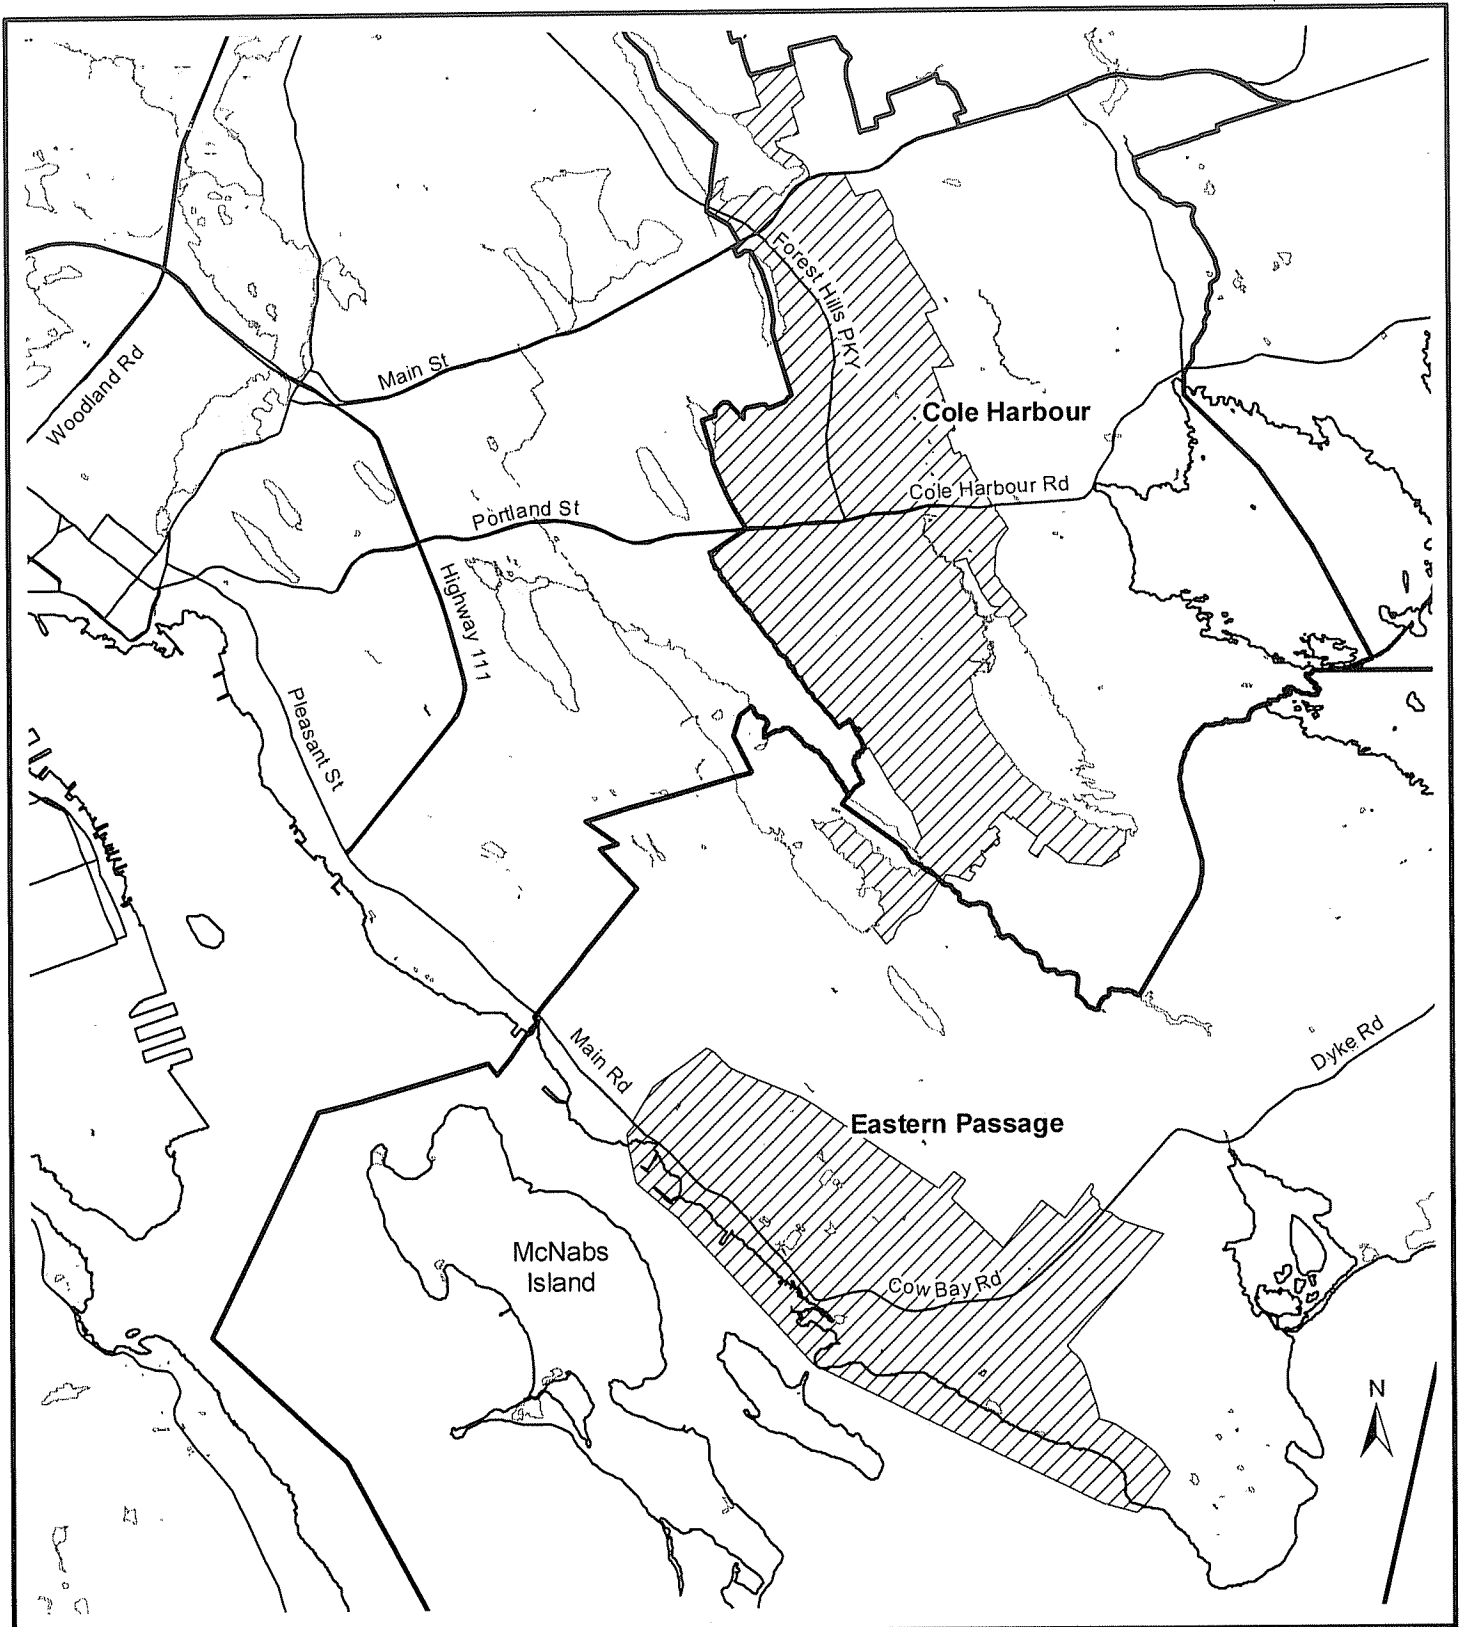 Forest Hills PKY
Woodland Rd
Main St
Cole Harbour
Cole Harbour Rd
Portland St
Highway 111
Pleasant St
Main Rd
Dyke Rd
Eastern Passage
McNabs
Island
Cow Bay Rd
N